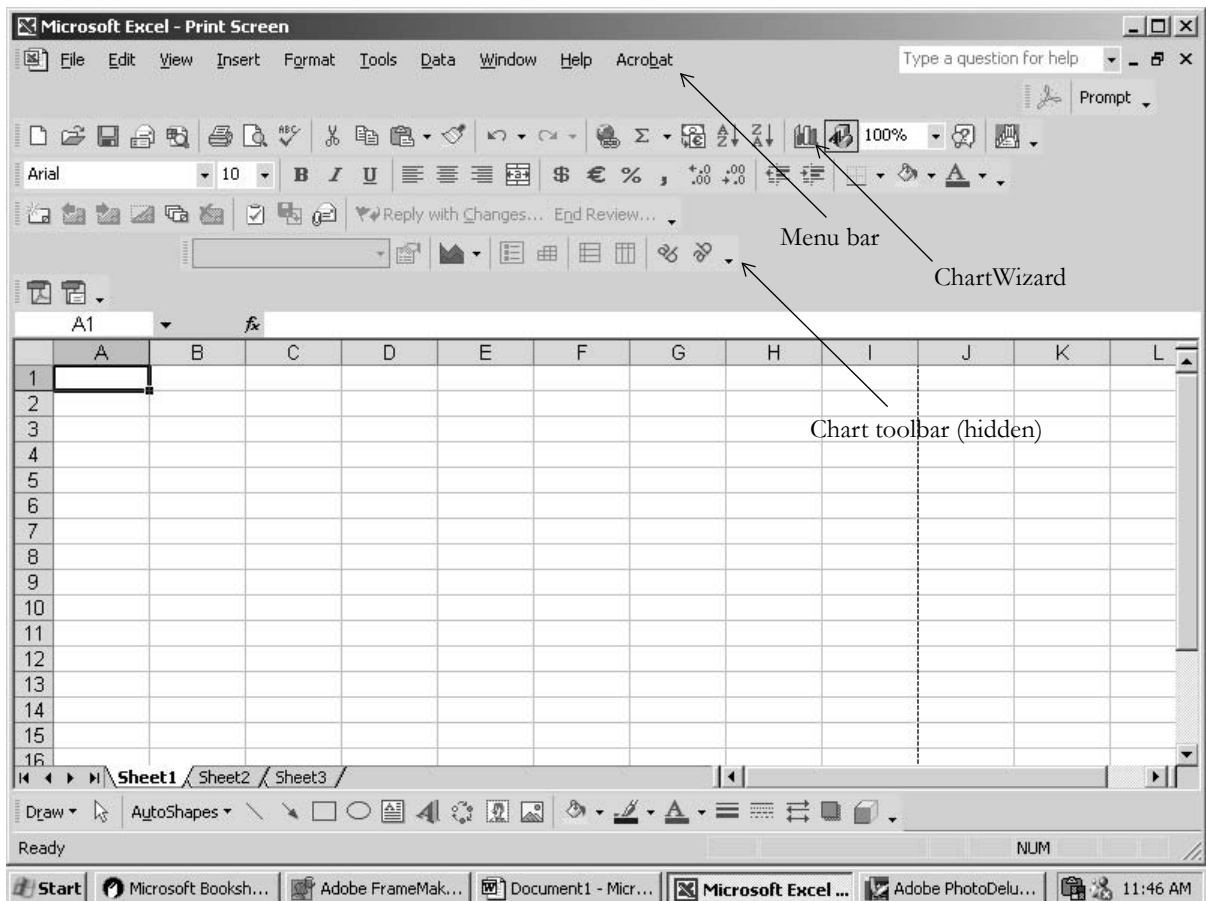 Microsoft Excel - Print Screen
File Edit View Insert Format Tools Data Window Help Acrobat Type a question for help
Prompt
ABC Σ A Z Z A 100%
Arial 10 B I U $ € % , .00 .00 A
Reply with Changes... End Review...
Menu bar
ChartWizard
A1 fx
A B C D E F G H I J K L
1
2
3
Chart toolbar (hidden)
4
5
6
7
8
9
10
11
12
13
14
15
16
Sheet1 Sheet2 Sheet3
Draw AutoShapes A A
Ready NUM
Start Microsoft Booksh... Adobe FrameMak... Document1 - Micr... Microsoft Excel ... Adobe PhotoDelu... 11:46 AM